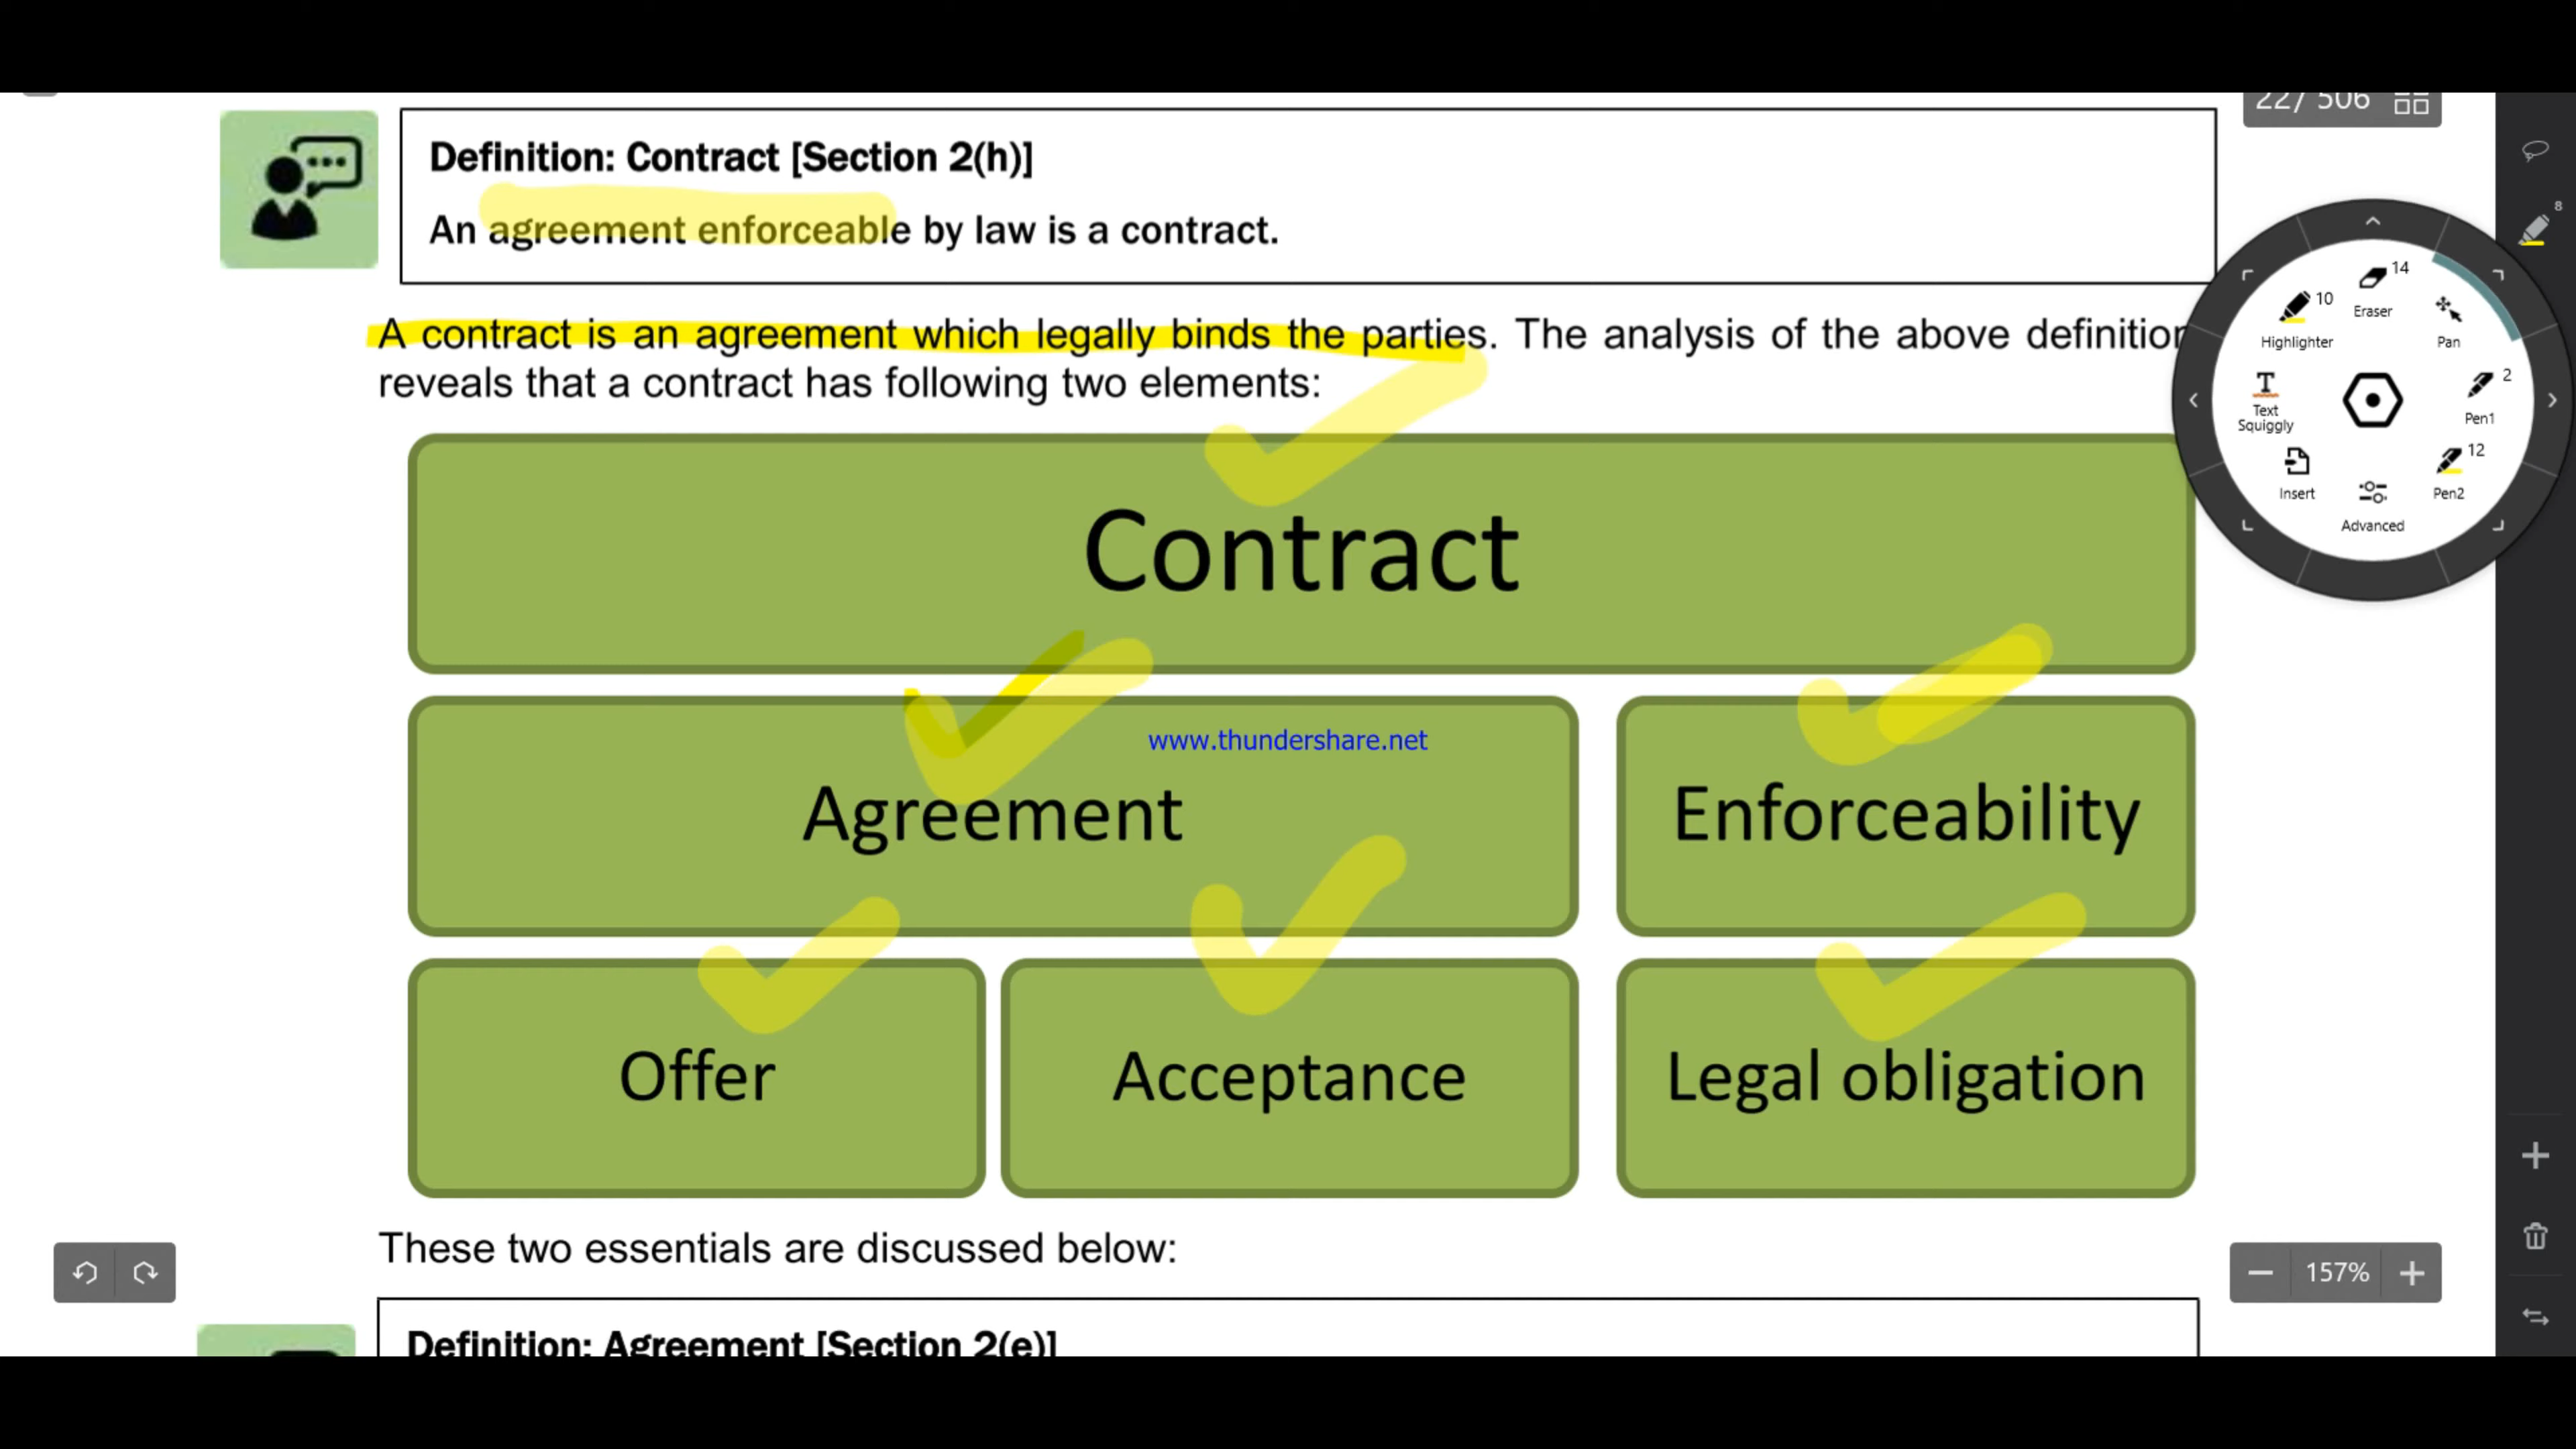 22/ 506
Definition: Contract [Section 2(h)]
An agreement enforceable by law is a contract.
A contract is an agreement which legally binds the parties. The analysis of the above definition
reveals that a contract has following two elements:
8
14
Eraser
10
Highlighter
Pan
Text
Squiggly
2
Pen1
Insert
12
Pen2
Advanced
Contract
www.thundershare.net
Agreement
Enforceability
Offer
Acceptance
Legal obligation
These two essentials are discussed below:
157%
Definition: Agreement [Section 2(e)]